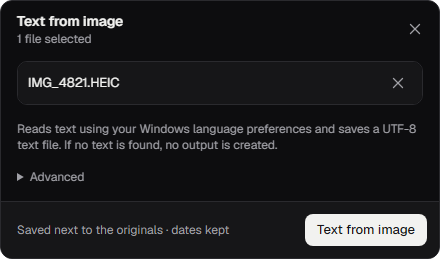 Text from image
1 file selected
IMG_4821.HEIC
Reads text using your Windows language preferences and saves a UTF-8
text file. If no text is found, no output is created.
Advanced
Saved next to the originals · dates kept
Text from image